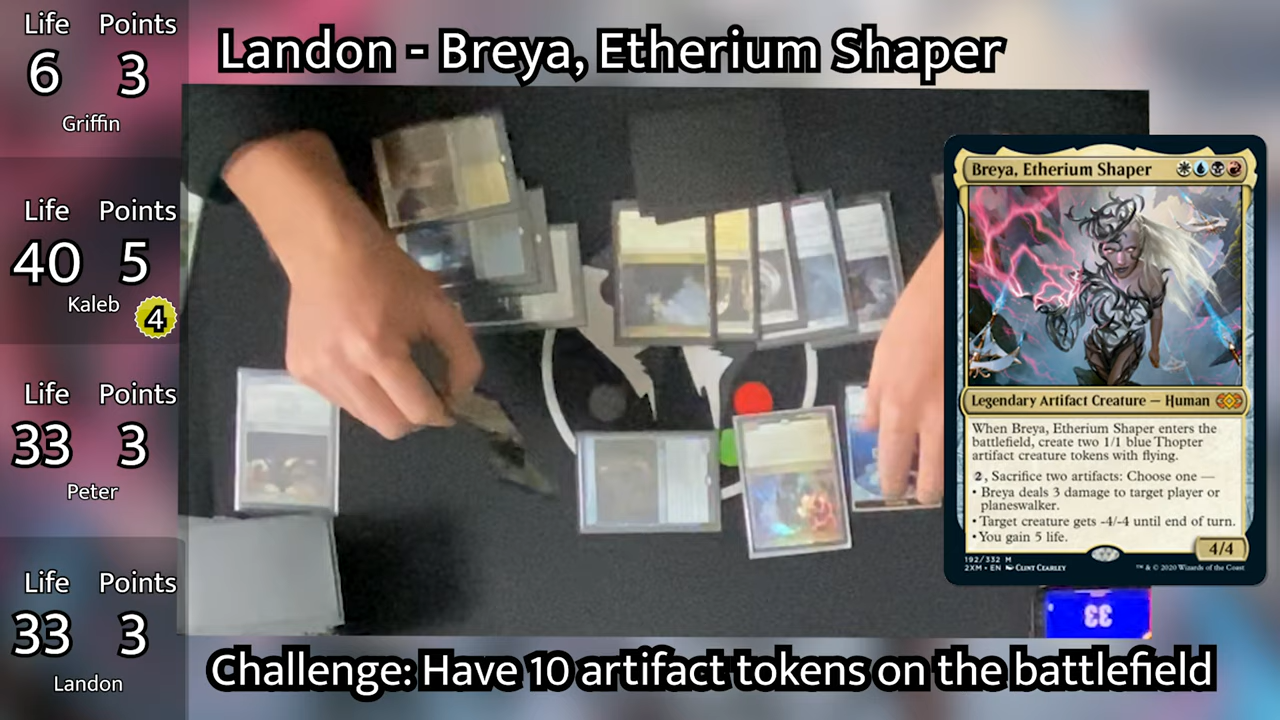 Life Points
6 3
Griffin
Life Points
40 5
Kaleb
4
Life Points
33 3
Peter
Life Points
33 3
Landon
Landon - Breya, Etherium Shaper
Breya, Etherium Shaper
Legendary Artifact Creature — Human
When Breya, Etherium Shaper enters the
battlefield, create two 1/1 blue Thopter
artifact creature tokens with flying.
2, Sacrifice two artifacts: Choose one —
• Breya deals 3 damage to target player or
planeswalker.
• Target creature gets -4/-4 until end of turn.
• You gain 5 life.
4/4
192/332 M
2XM • EN Clint Cearley
™ & © 2020 Wizards of the Coast
33
Challenge: Have 10 artifact tokens on the battlefield